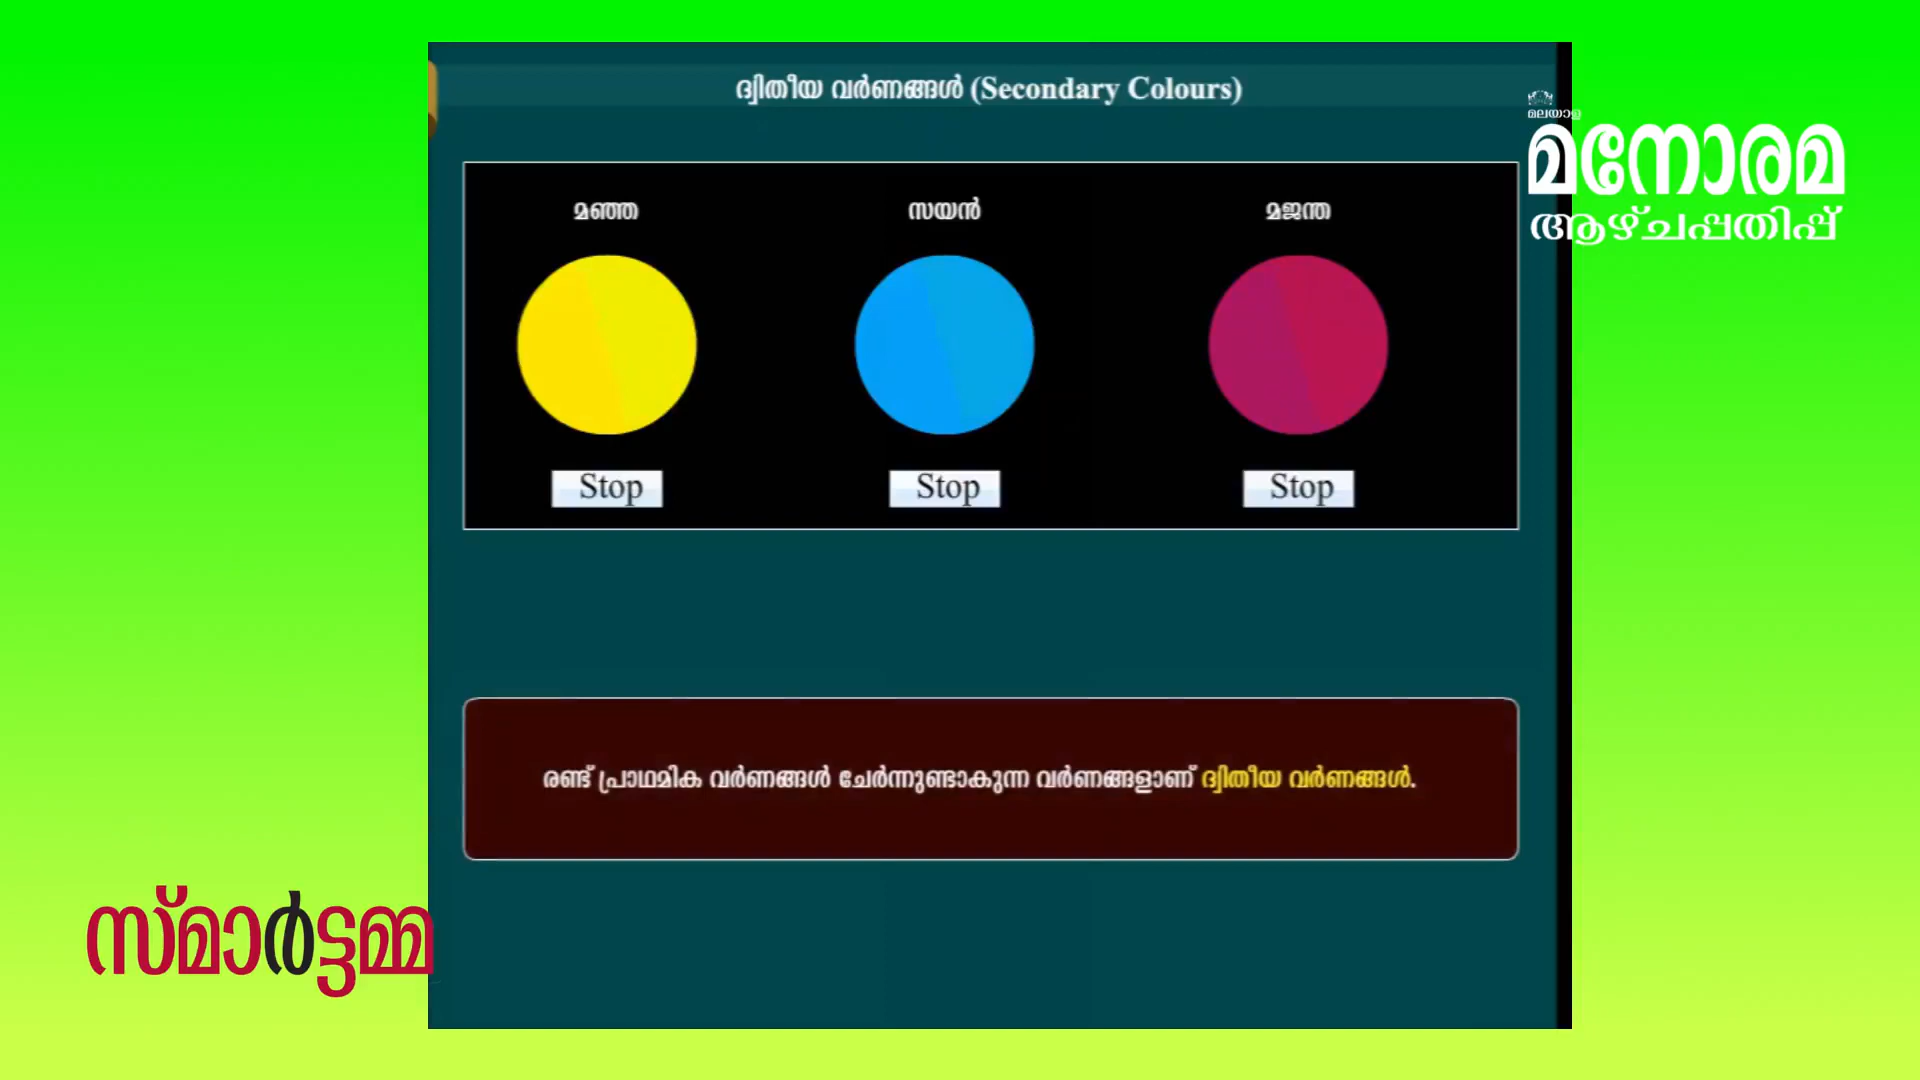 ദ്വിതീയ വർണങ്ങൾ (Secondary Colours)
മലയാള
മനോരമ
ആഴ്ചപ്പതിപ്പ്
മഞ്ഞ
സയൻ
മജന്ത
Stop
Stop
Stop
രണ്ട് പ്രാഥമിക വർണങ്ങൾ ചേർന്നുണ്ടാകുന്ന വർണങ്ങളാണ് ദ്വിതീയ വർണങ്ങൾ.
സ്മാർട്ടമ്മ